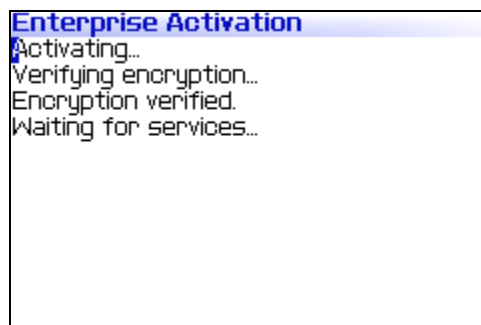 Enterprise Activation
Activating...
Verifying encryption...
Encryption verified.
Waiting for services...